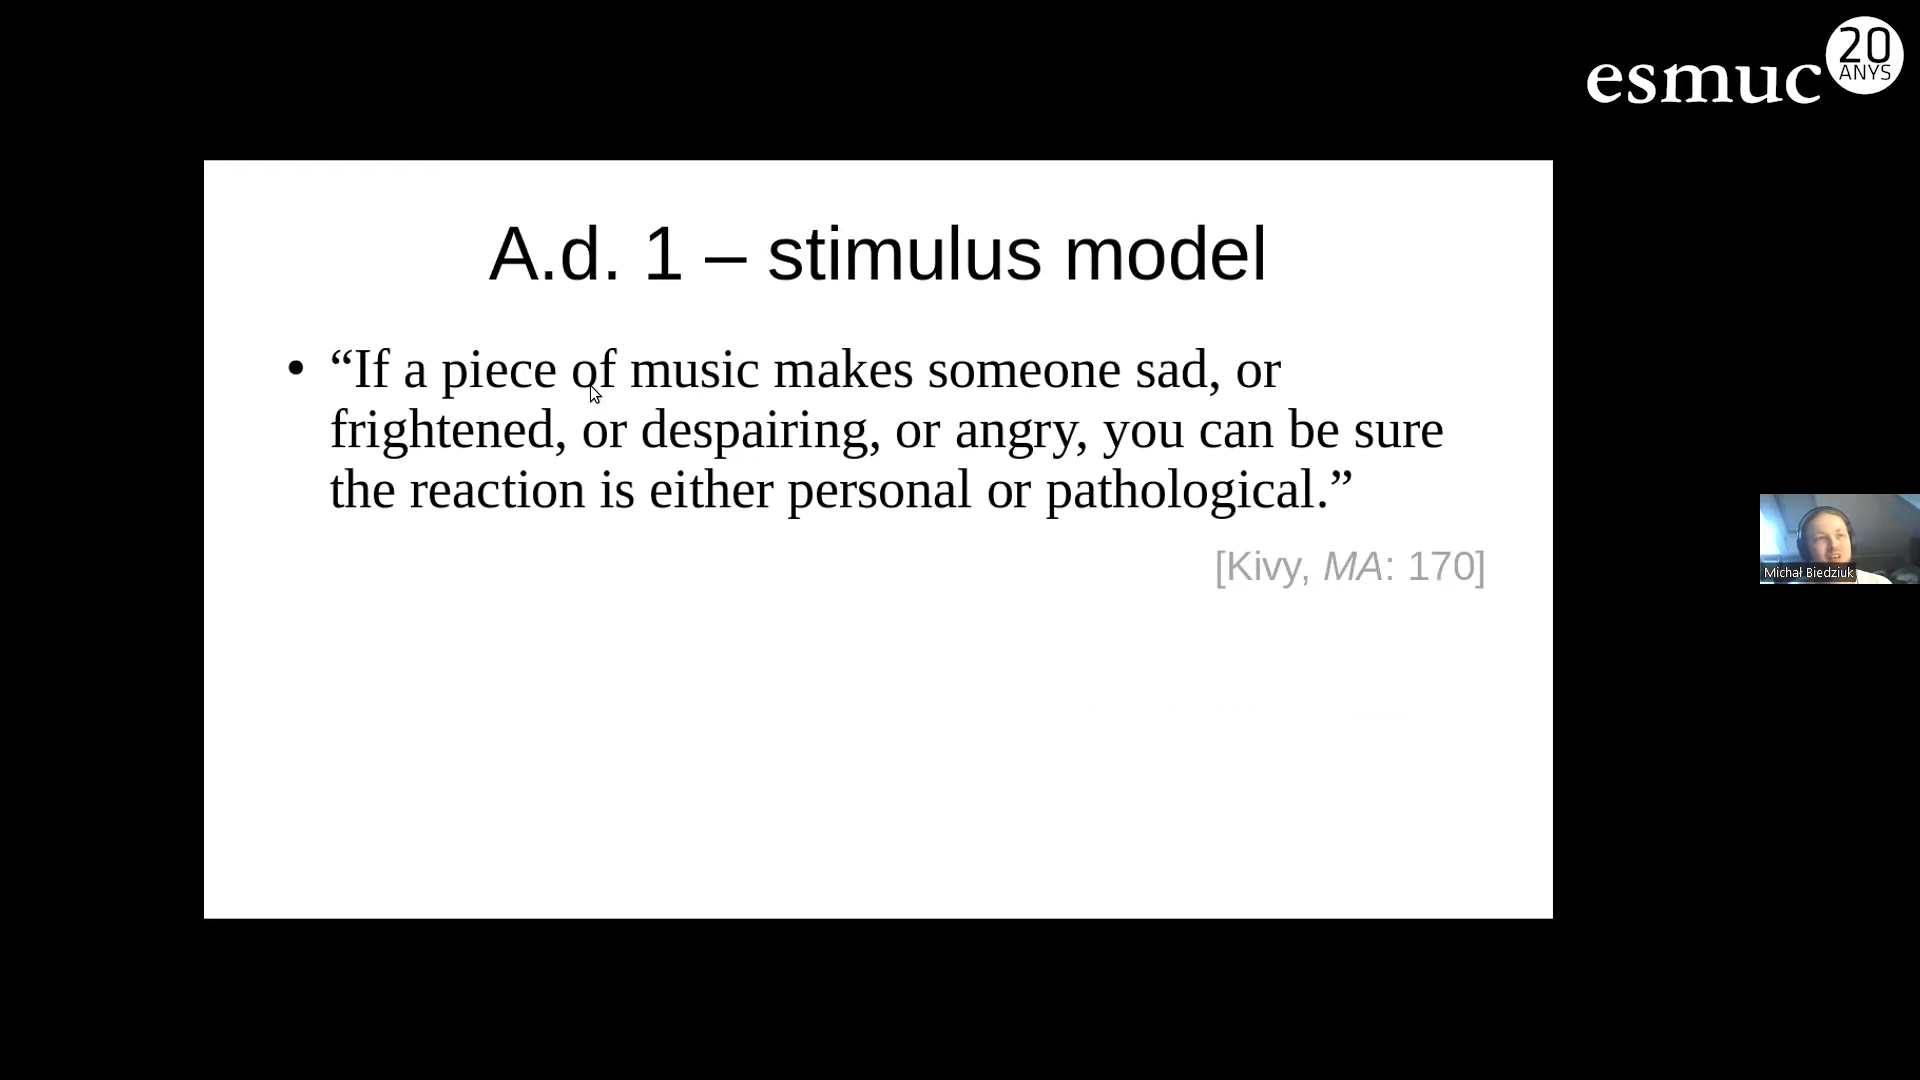 esmuc
20
ANYS
A.d. 1 – stimulus model
• “If a piece of music makes someone sad, or
frightened, or despairing, or angry, you can be sure
the reaction is either personal or pathological.”
[Kivy, MA: 170]
Michał Biedziuk